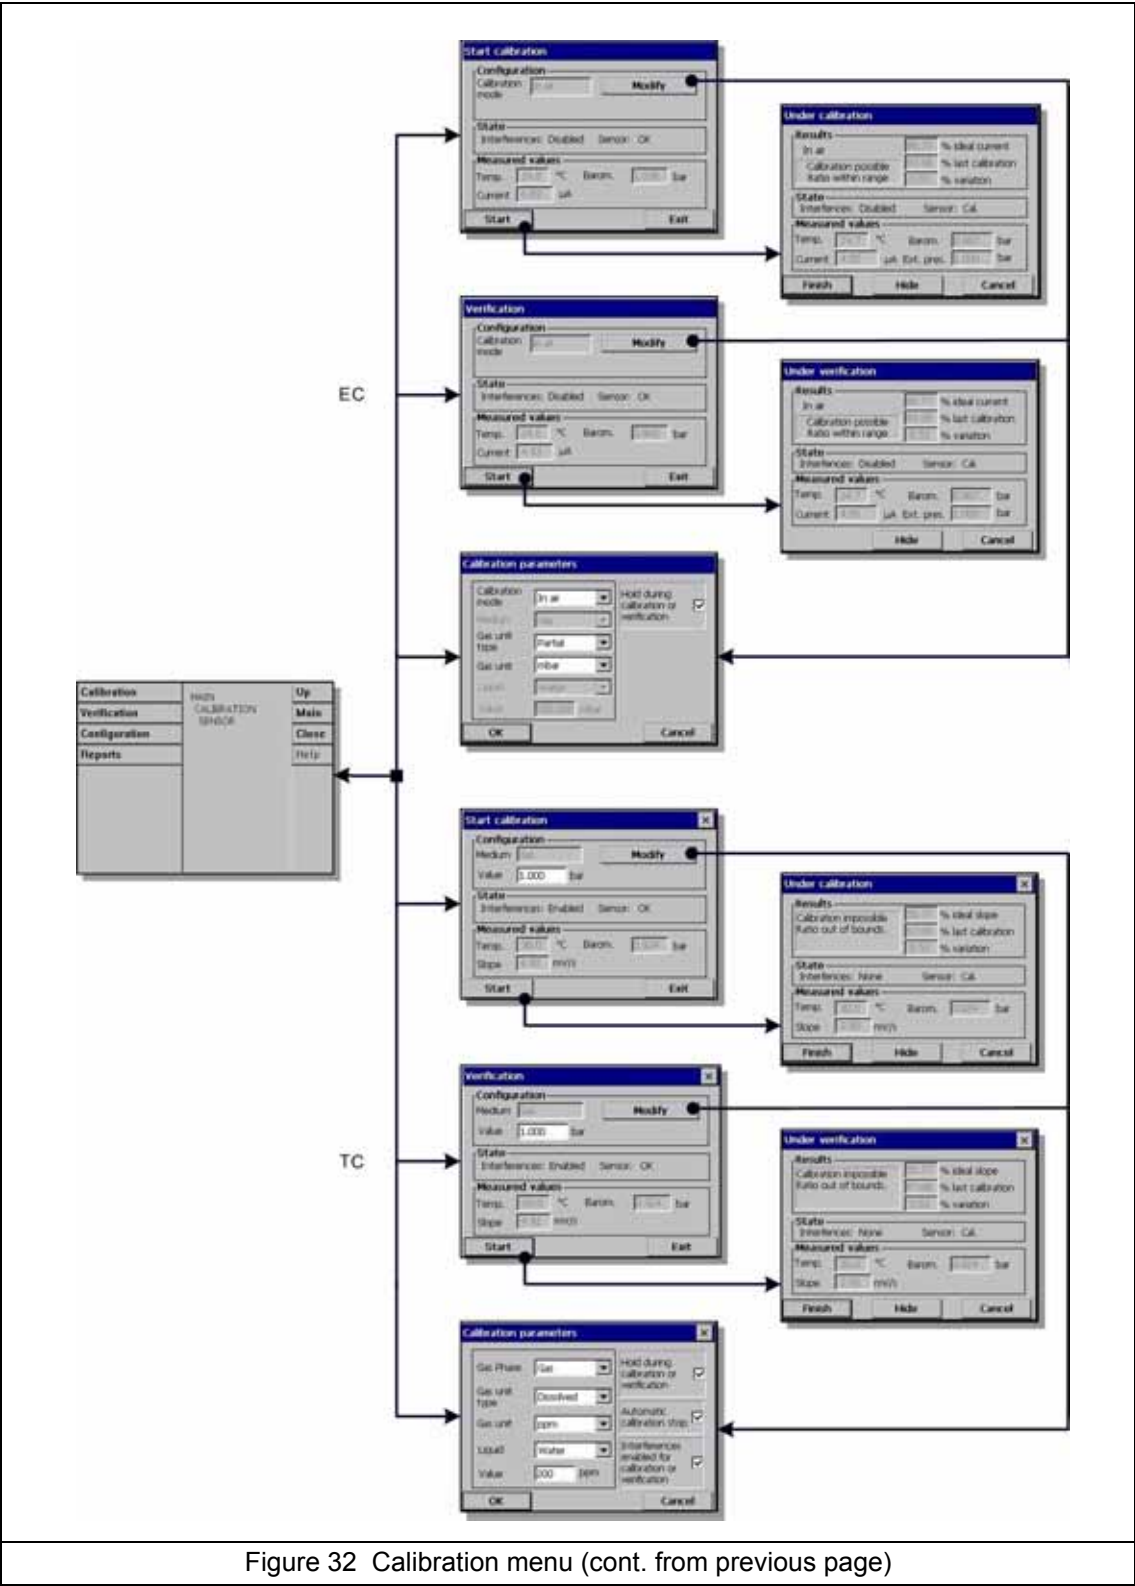 Start calibration
Configuration
Calibration mode In air Modify
State
Interferences: Disabled Sensor: OK
Measured values
Temp. °C Barom. bar
Current µA
Start Exit
Under calibration
Results
In air % ideal current
Calibration possible % last calibration
Ratio within range % variation
State
Interferences: Disabled Sensor: Cal.
Measured values
Temp. °C Barom. bar
Current µA Ext. pres. bar
Finish Hide Cancel
EC
Verification
Configuration
Calibration mode In air Modify
State
Interferences: Disabled Sensor: OK
Measured values
Temp. °C Barom. bar
Current µA
Start Exit
Under verification
Results
In air % ideal current
Calibration possible % last calibration
Ratio within range % variation
State
Interferences: Disabled Sensor: CAL
Measured values
Temp. °C Barom. bar
Current µA Ext. pres. bar
Hide Cancel
Calibration parameters
Calibration mode In air
Medium
Gas unit type Partial
Gas unit mbar
Liquid Water
Value mbar
Hold during calibration or verification
OK Cancel
Calibration
Verification
Configuration
Reports
MAIN
CALIBRATION
SENSOR
Up
Main
Close
Help
Start calibration
Configuration
Medium Modify
Value 1.000 bar
State
Interferences: Enabled Sensor: OK
Measured values
Temp. °C Barom. bar
Slope mV/s
Start Exit
Under calibration
Results
Calibration impossible % ideal slope
Ratio out of bounds. % last calibration
% variation
State
Interferences: None Sensor: CAL
Measured values
Temp. °C Barom. bar
Slope mV/s
Finish Hide Cancel
TC
Verification
Configuration
Medium Modify
Value 1.000 bar
State
Interferences: Enabled Sensor: OK
Measured values
Temp. °C Barom. bar
Slope mV/s
Start Exit
Under verification
Results
Calibration impossible % ideal slope
Ratio out of bounds. % last calibration
% variation
State
Interferences: None Sensor: CAL
Measured values
Temp. °C Barom. bar
Slope mV/s
Finish Hide Cancel
Calibration parameters
Gas Phase Gas
Gas unit type Dissolved
Gas unit ppm
Liquid Water
Value 200 ppm
Hold during calibration or verification
Automatic calibration stop
Interferences enabled for calibration or verification
OK Cancel
Figure 32 Calibration menu (cont. from previous page)